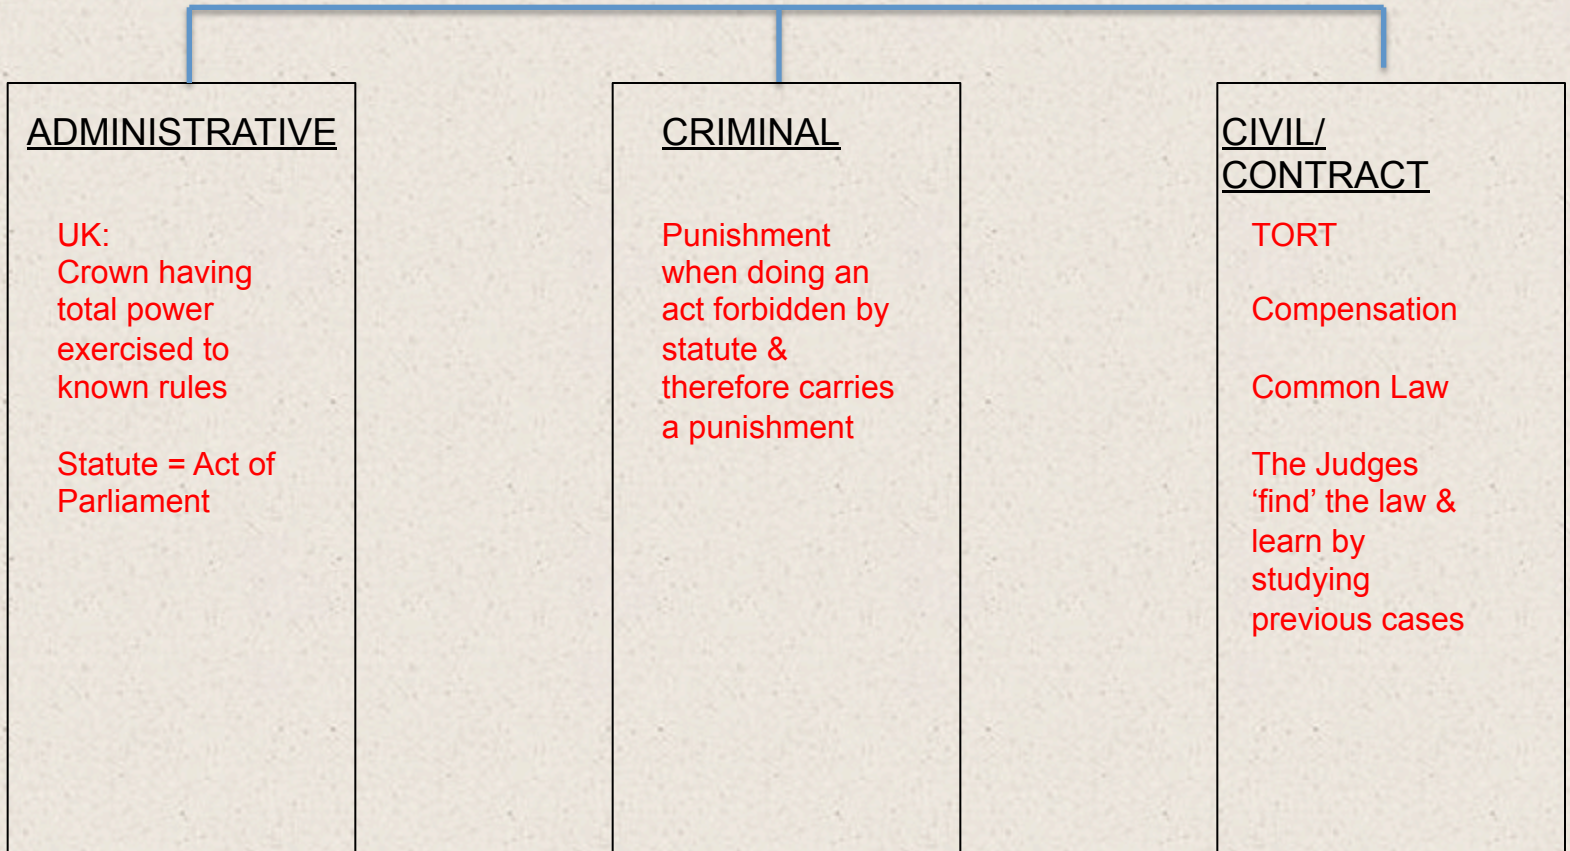 ADMINISTRATIVE
UK:
Crown having
total power
exercised to
known rules
Statute = Act of
Parliament
CRIMINAL
Punishment
when doing an
act forbidden by
statute &
therefore carries
a punishment
CIVIL/
CONTRACT
TORT
Compensation
Common Law
The Judges
‘find’ the law &
learn by
studying
previous cases